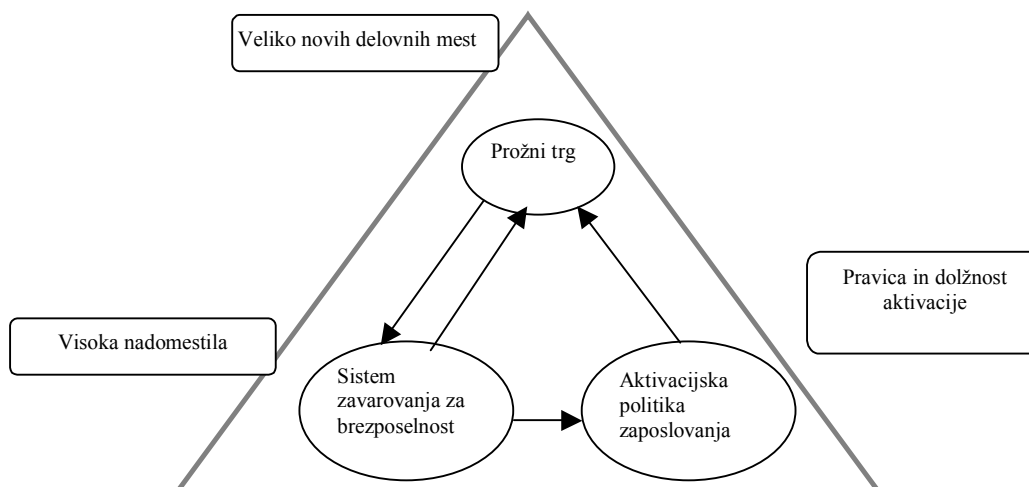 Veliko novih delovnih mest
Prožni trg
Pravica in dolžnost
aktivacije
Visoka nadomestila
Sistem
zavarovanja za
brezposelnost
Aktivacijska
politika
zaposlovanja